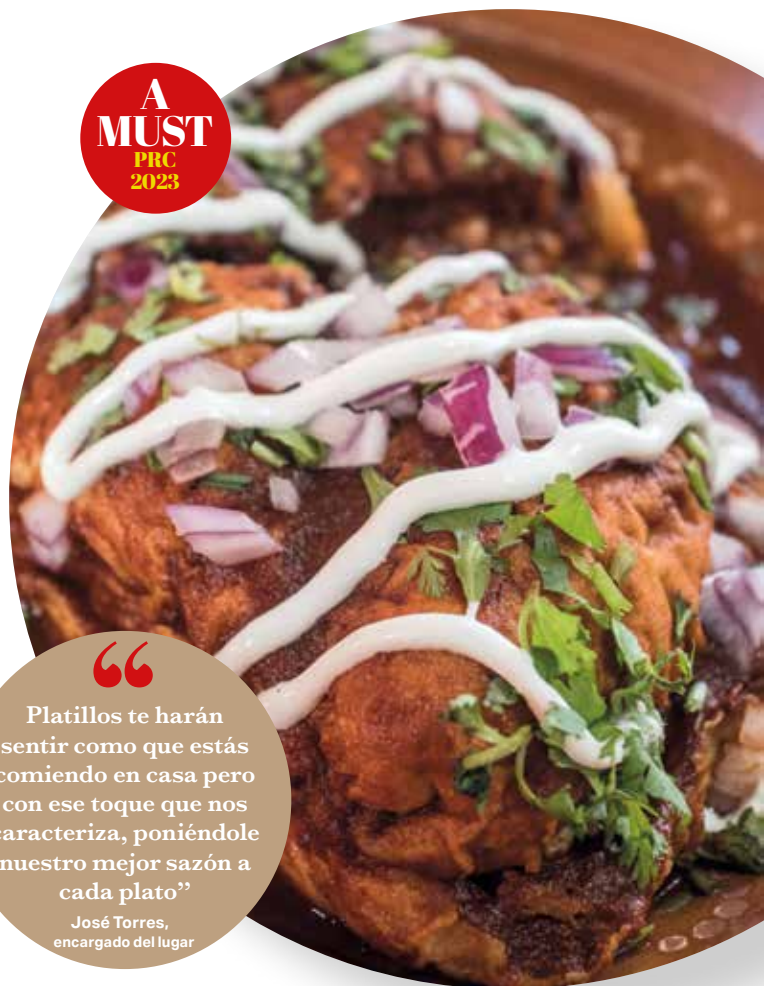 A
MUST
PRC
2023
Platillos te harán
sentir como que estás
comiendo en casa pero
con ese toque que nos
caracteriza, poniéndole
nuestro mejor sazón a
cada plato”
José Torres,
encargado del lugar